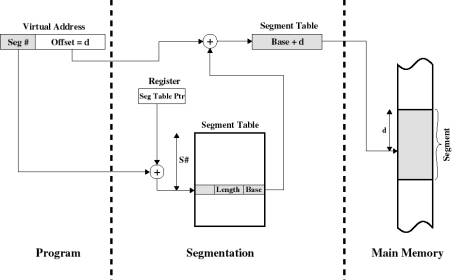 Virtual Address
Seg #
Offset = d
Segment Table
Base + d
Register
Seg Table Ptr
Segment Table
S#
Length
Base
d
Segment
Program
Segmentation
Main Memory